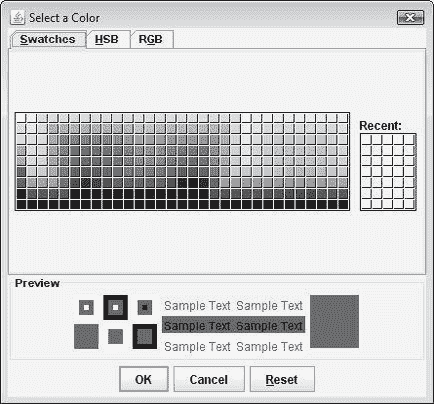 Select a Color
Swatches HSB RGB
Recent:
Preview
Sample Text Sample Text
Sample Text Sample Text
Sample Text Sample Text
OK Cancel Reset